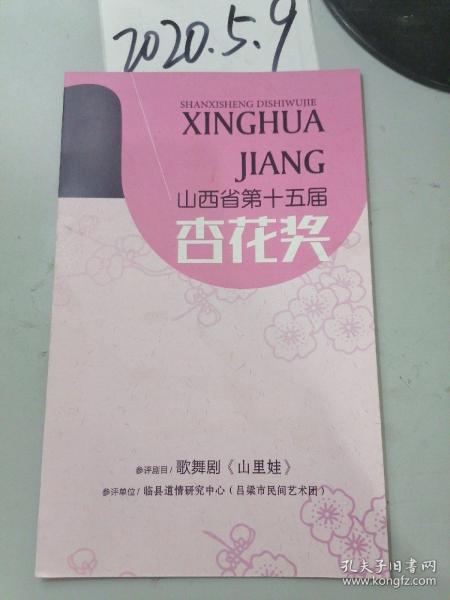 2020.5.9
SHANXISHENG DISHIWUJIE
XINGHUA
JIANG
山西省第十五届
杏花奖
参评剧目/歌舞剧《山里娃》
参评单位/临县道情研究中心(吕梁市民间艺术团)
孔夫子旧书网
www.kongfz.com